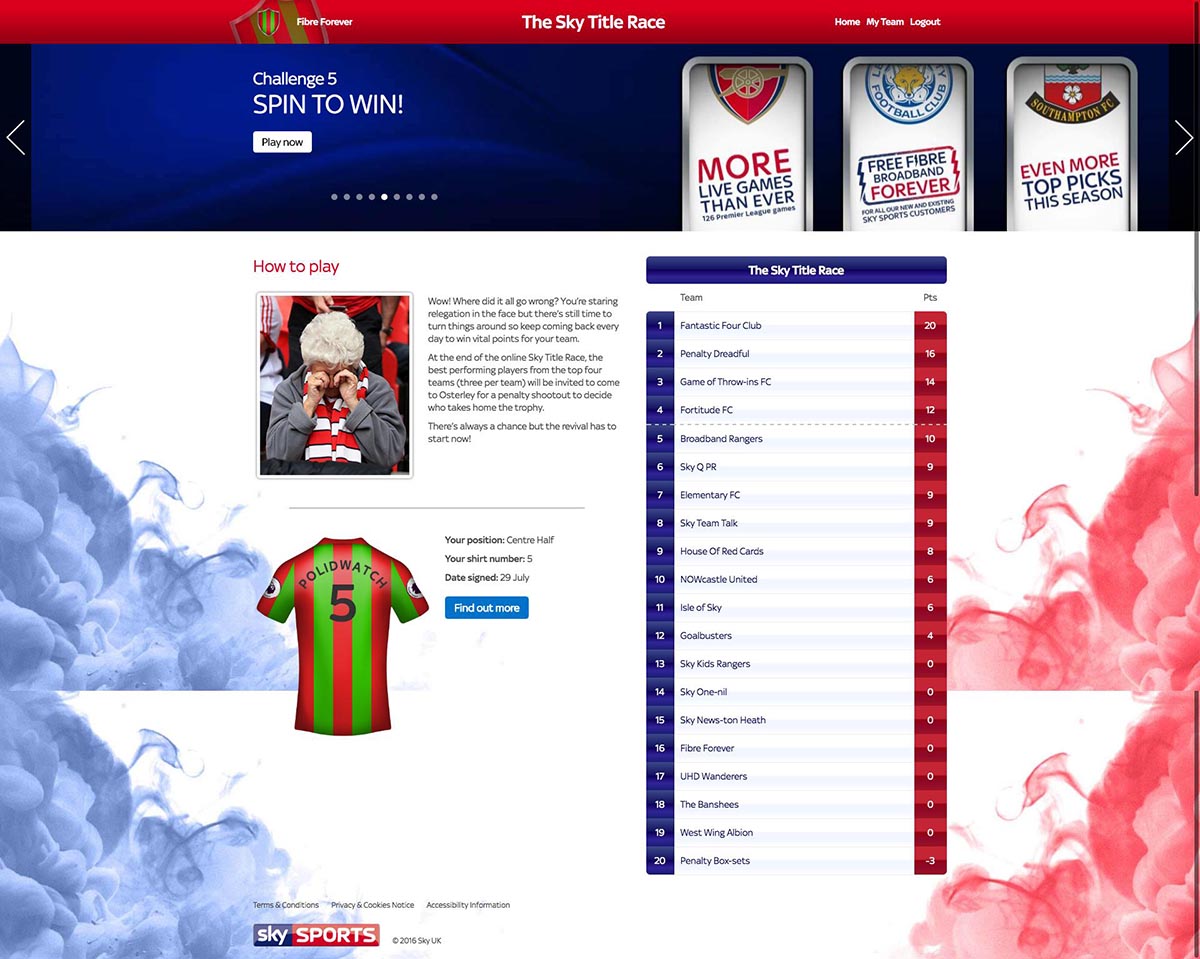 Fibre Forever
The Sky Title Race
Home My Team Logout
Challenge 5
SPIN TO WIN!
Play now
MORE
LIVE GAMES
THAN EVER
126 Premier League games
LEICESTER CITY
FOOTBALL CLUB
FREE FIBRE
BROADBAND
FOREVER
FOR ALL OUR NEW AND EXISTING
SKY SPORTS CUSTOMERS
SOUTHAMPTON FC
EVEN MORE
TOP PICKS
THIS SEASON
How to play
Wow! Where did it all go wrong? You're staring
relegation in the face but there's still time to
turn things around so keep coming back every
day to win vital points for your team.
At the end of the online Sky Title Race, the
best performing players from the top four
teams (three per team) will be invited to come
to Osterley for a penalty shootout to decide
who takes home the trophy.
There's always a chance but the revival has to
start now!
POLIDWATCH
5
Your position: Centre Half
Your shirt number: 5
Date signed: 29 July
Find out more
The Sky Title Race
Team Pts
1 Fantastic Four Club 20
2 Penalty Dreadful 16
3 Game of Throw-ins FC 14
4 Fortitude FC 12
5 Broadband Rangers 10
6 Sky Q PR 9
7 Elementary FC 9
8 Sky Team Talk 9
9 House Of Red Cards 8
10 NOWcastle United 6
11 Isle of Sky 6
12 Goalbusters 4
13 Sky Kids Rangers 0
14 Sky One-nil 0
15 Sky News-ton Heath 0
16 Fibre Forever 0
17 UHD Wanderers 0
18 The Banshees 0
19 West Wing Albion 0
20 Penalty Box-sets -3
Terms & Conditions Privacy & Cookies Notice Accessibility Information
sky SPORTS © 2016 Sky UK